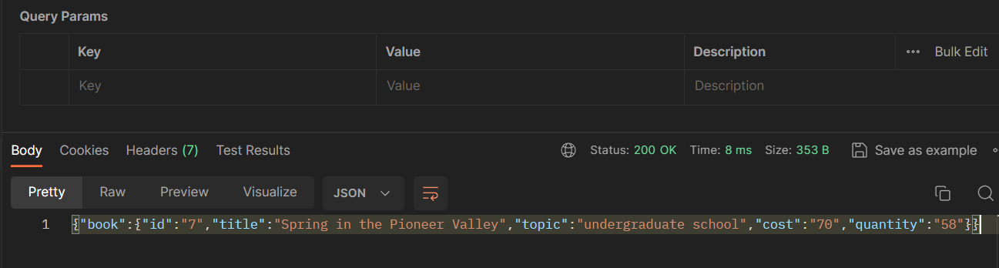 Query Params
Key Value Description ••• Bulk Edit
Key Value Description
Body Cookies Headers (7) Test Results Status: 200 OK Time: 8 ms Size: 353 B Save as example
Pretty Raw Preview Visualize JSON
1 {"book":{"id":"7","title":"Spring in the Pioneer Valley","topic":"undergraduate school","cost":"70","quantity":"58"}}